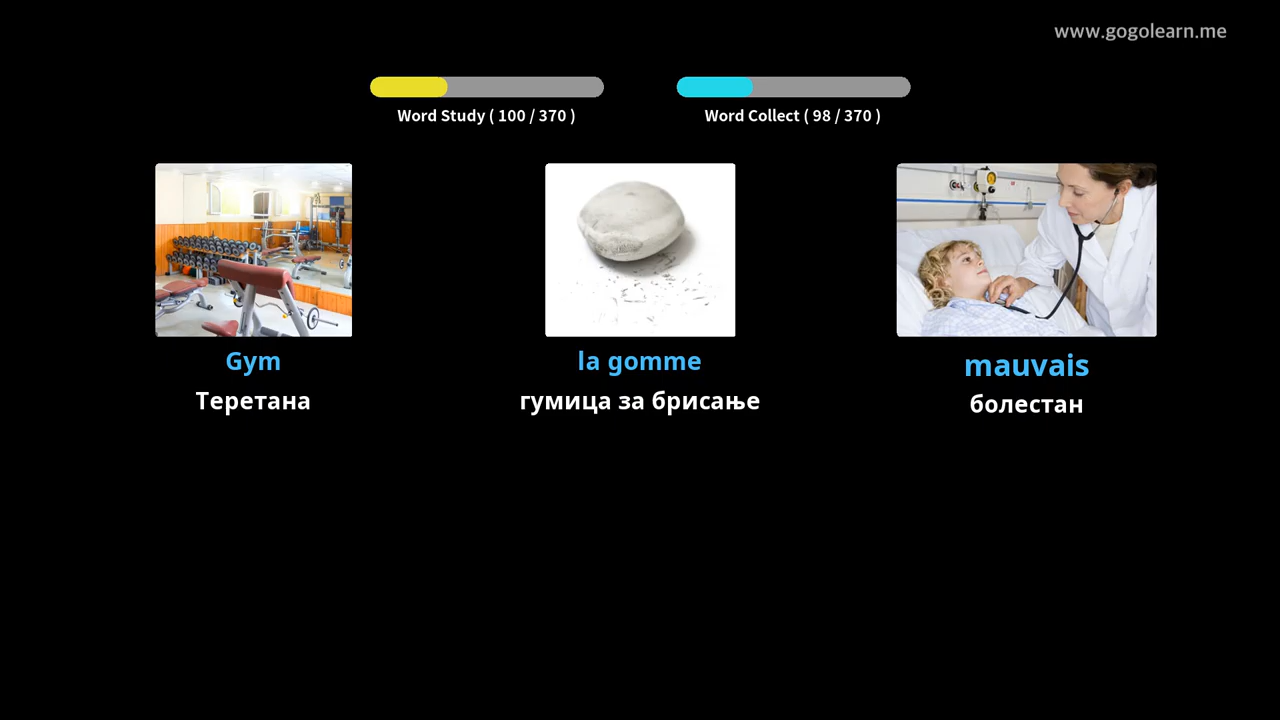 www.gogolearn.me
Word Study ( 100 / 370 )
Word Collect ( 98 / 370 )
Gym
la gomme
mauvais
Теретана
гумица за брисање
болестан